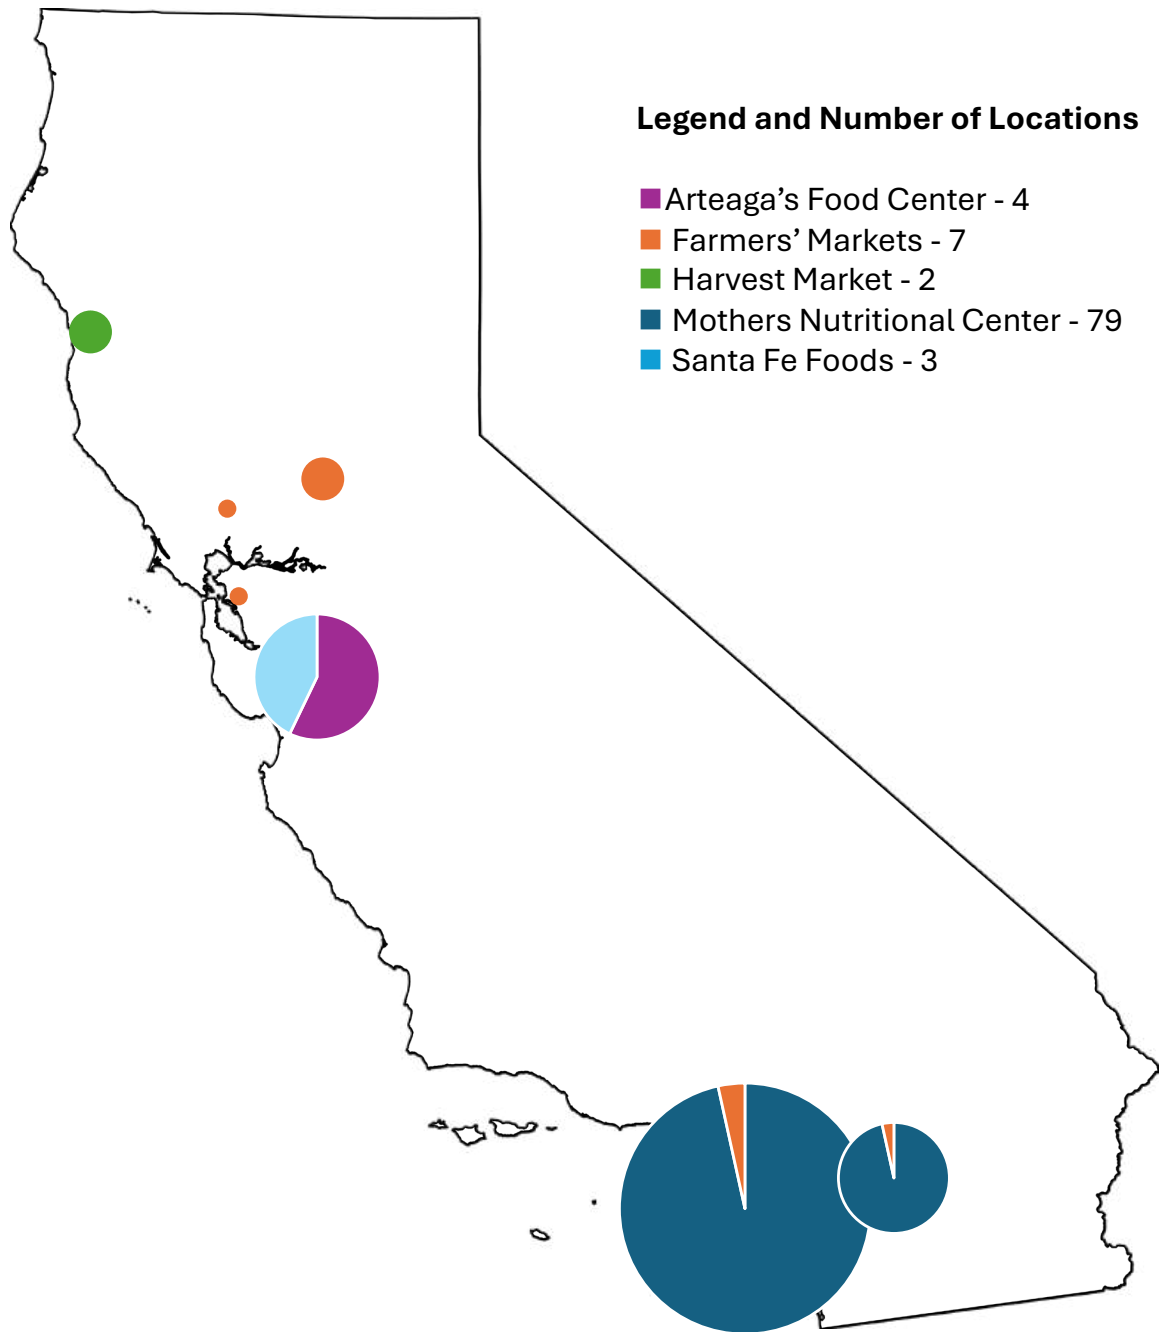 Legend and Number of Locations
Arteaga’s Food Center - 4
Farmers’ Markets - 7
Harvest Market - 2
Mothers Nutritional Center - 79
Santa Fe Foods - 3